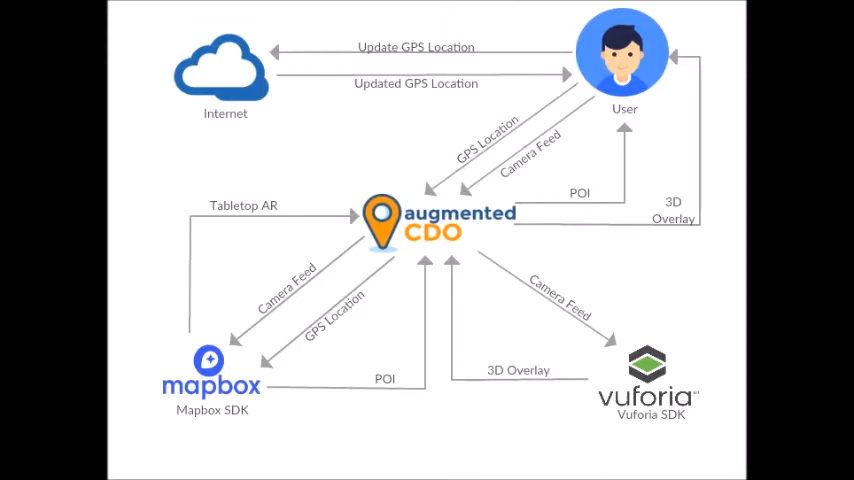 Update GPS Location
Updated GPS Location
Internet
User
GPS Location
Camera Feed
POI
3D
Overlay
Tabletop AR
augmented
CDO
Camera Feed
GPS Location
Camera Feed
POI
3D Overlay
mapbox
Mapbox SDK
vuforia
Vuforia SDK